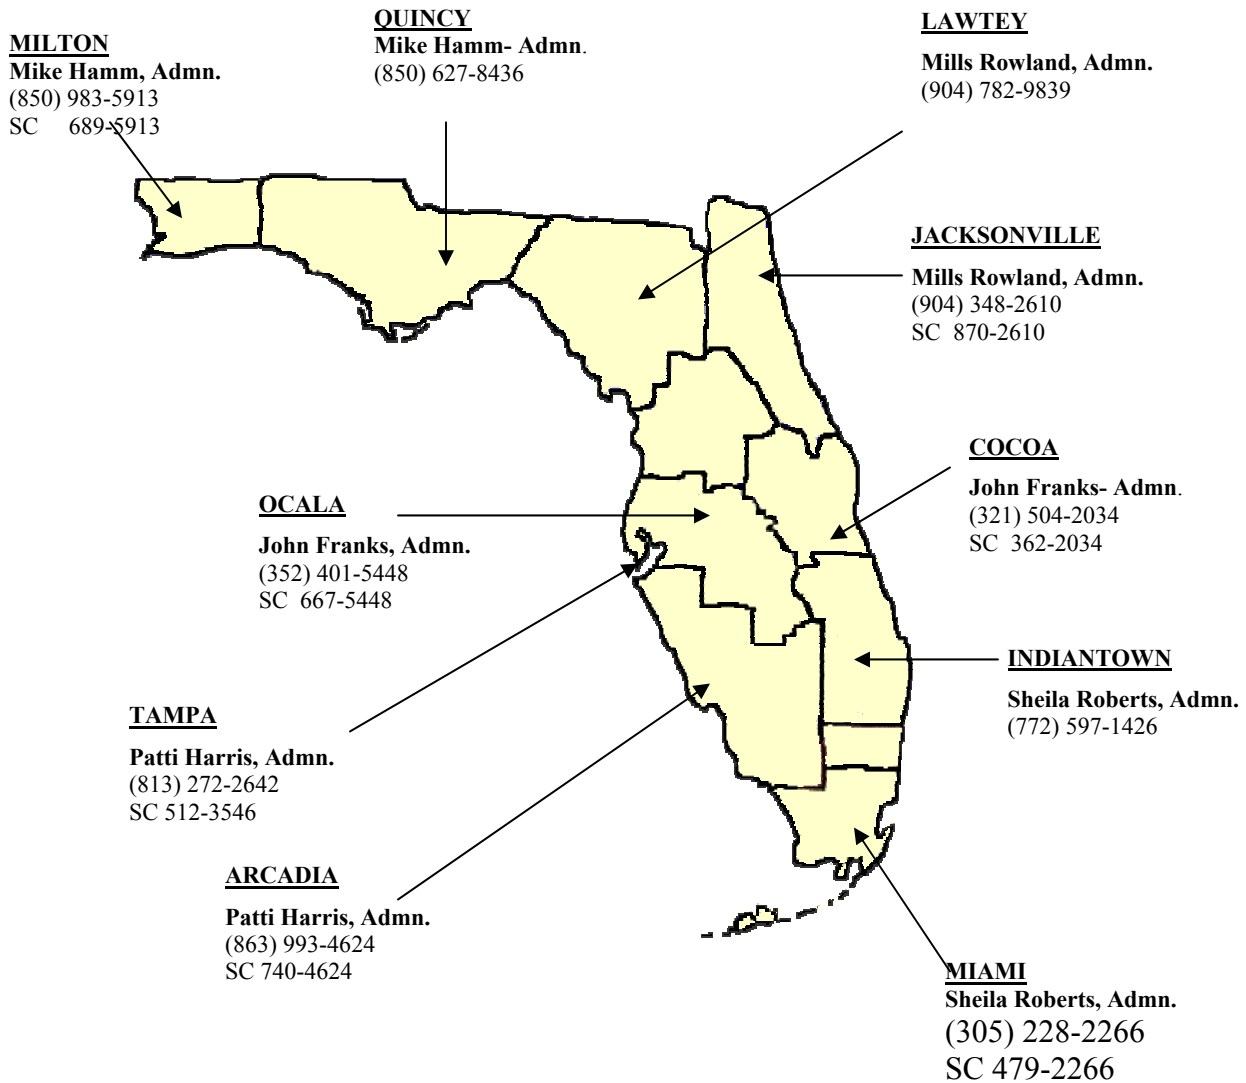 MILTON
Mike Hamm, Admn.
(850) 983-5913
SC 689-5913
QUINCY
Mike Hamm- Admn.
(850) 627-8436
LAWTEY
Mills Rowland, Admn.
(904) 782-9839
JACKSONVILLE
Mills Rowland, Admn.
(904) 348-2610
SC 870-2610
COCOA
John Franks- Admn.
(321) 504-2034
SC 362-2034
OCALA
John Franks, Admn.
(352) 401-5448
SC 667-5448
INDIANTOWN
Sheila Roberts, Admn.
(772) 597-1426
TAMPA
Patti Harris, Admn.
(813) 272-2642
SC 512-3546
ARCADIA
Patti Harris, Admn.
(863) 993-4624
SC 740-4624
MIAMI
Sheila Roberts, Admn.
(305) 228-2266
SC 479-2266